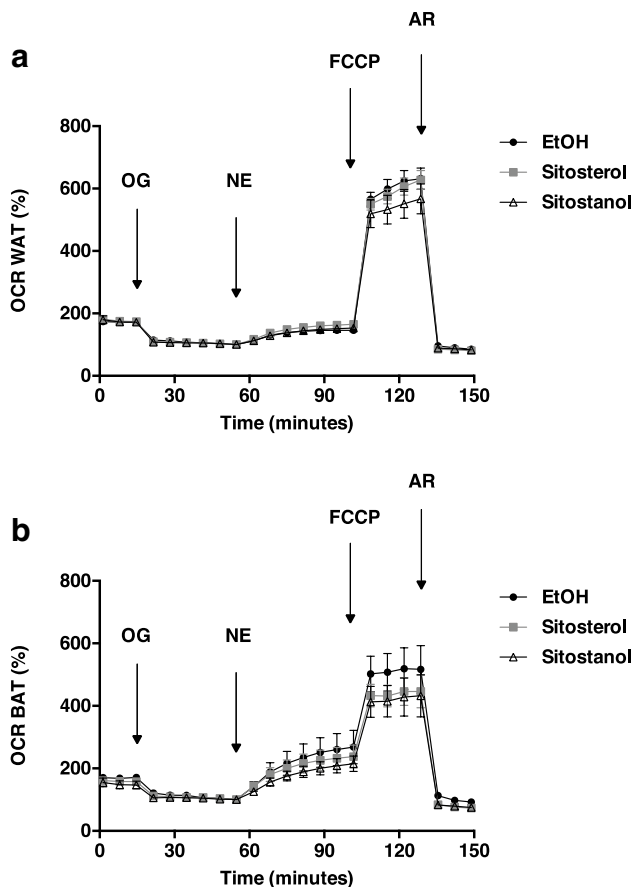 a
AR
FCCP
OG
NE
800
600
400
200
0
OCR WAT (%)
0 30 60 90 120 150
Time (minutes)
EtOH
Sitosterol
Sitostanol
b
AR
FCCP
OG
NE
800
600
400
200
0
OCR BAT (%)
0 30 60 90 120 150
Time (minutes)
EtOH
Sitosterol
Sitostanol